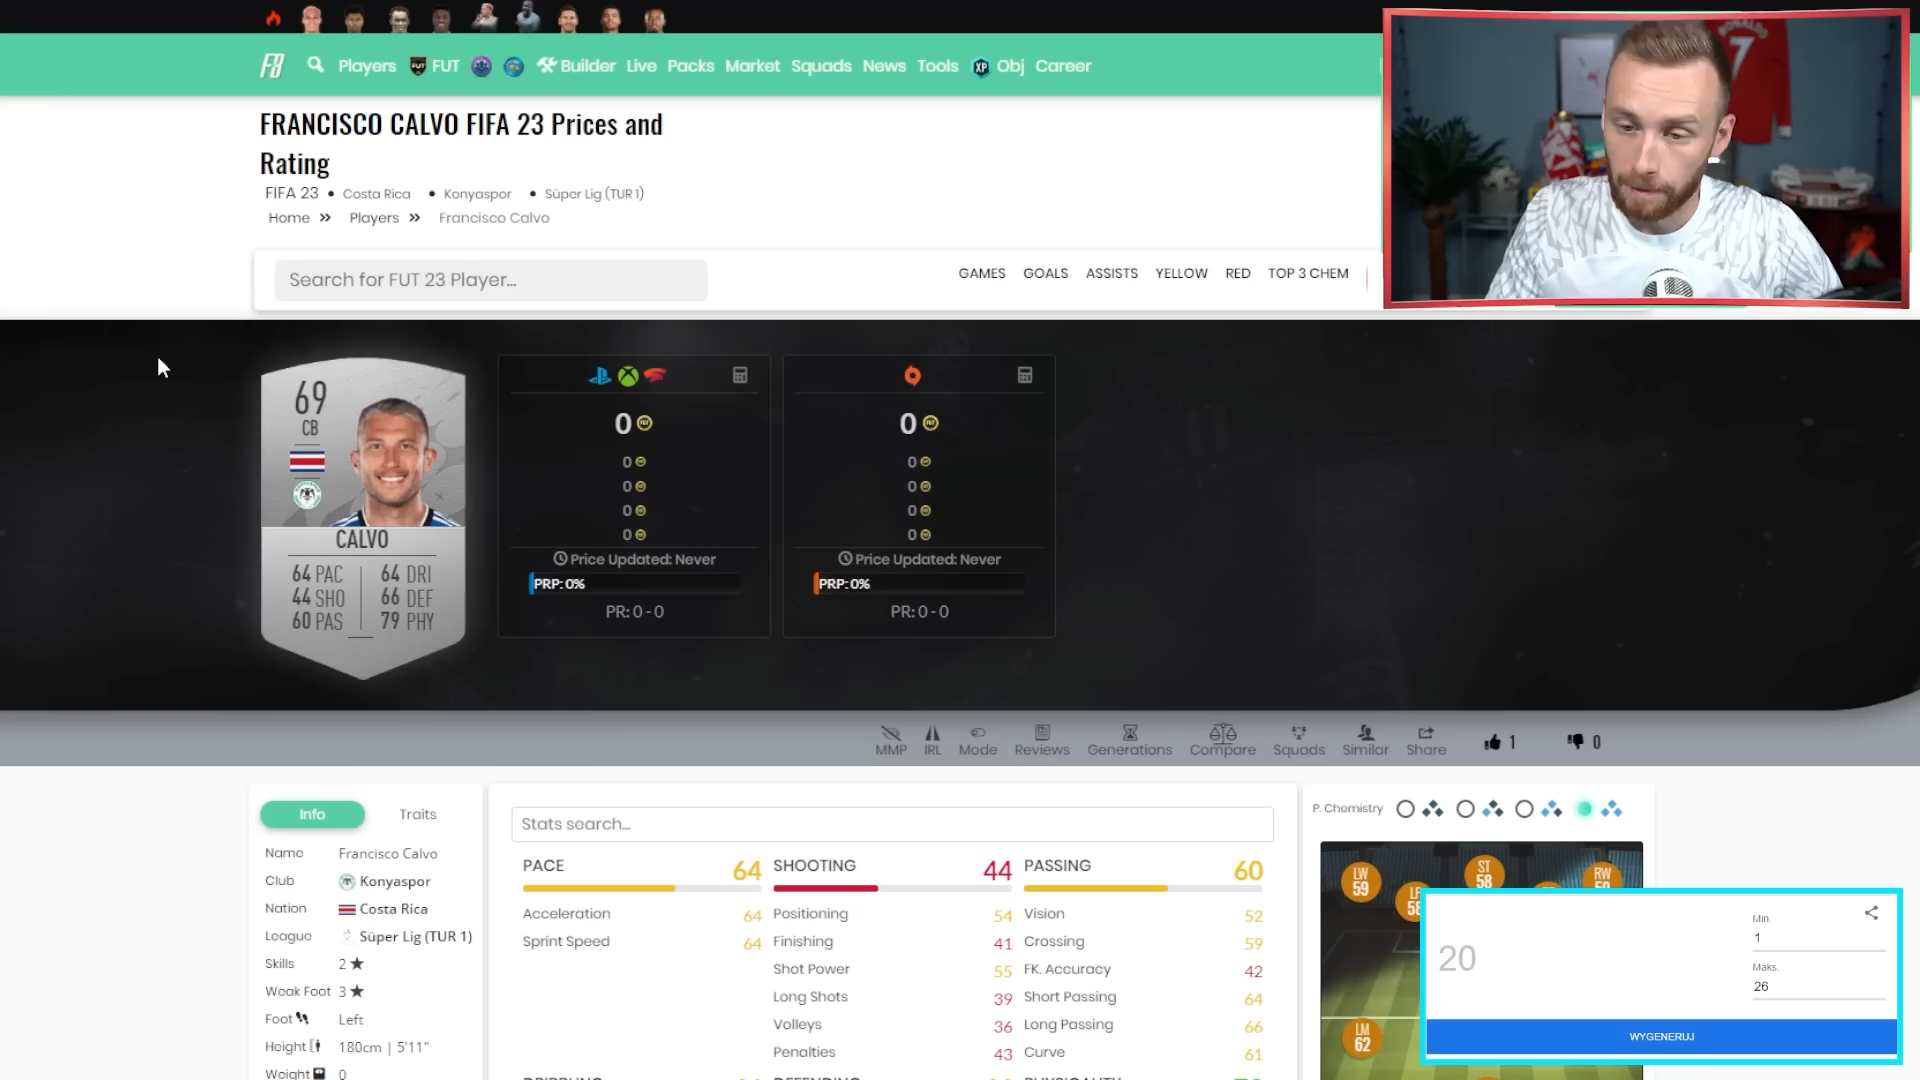 Players FUT Builder Live Packs Market Squads News Tools XP Obj Career
RONALDO
7
FRANCISCO CALVO FIFA 23 Prices and
Rating
FIFA 23 • Costa Rica • Konyaspor • Süper Lig (TUR 1)
Home » Players » Francisco Calvo
Search for FUT 23 Player...
GAMES GOALS ASSISTS YELLOW RED TOP 3 CHEM
69
CB
CALVO
64 PAC 64 DRI
44 SHO 66 DEF
60 PAS 79 PHY
0
0
0
0
0
Price Updated: Never
PRP: 0%
PR: 0 - 0
0
0
0
0
0
Price Updated: Never
PRP: 0%
PR: 0 - 0
MMP IRL Mode Reviews Generations Compare Squads Similar Share 1 0
Info Traits
Name Francisco Calvo
Club Konyaspor
Nation Costa Rica
League Süper Lig (TUR 1)
Skills 2 ★
Weak Foot 3 ★
Foot Left
Height 180cm | 5'11"
Weight 0
Stats search...
PACE 64
Acceleration 64
Sprint Speed 64
SHOOTING 44
Positioning 54
Finishing 41
Shot Power 55
Long Shots 39
Volleys 36
Penalties 43
PASSING 60
Vision 52
Crossing 59
FK. Accuracy 42
Short Passing 64
Long Passing 66
Curve 61
P. Chemistry
LW
59
ST
58
RW
LM
62
20
Min.
1
Maks.
26
WYGENERUJ